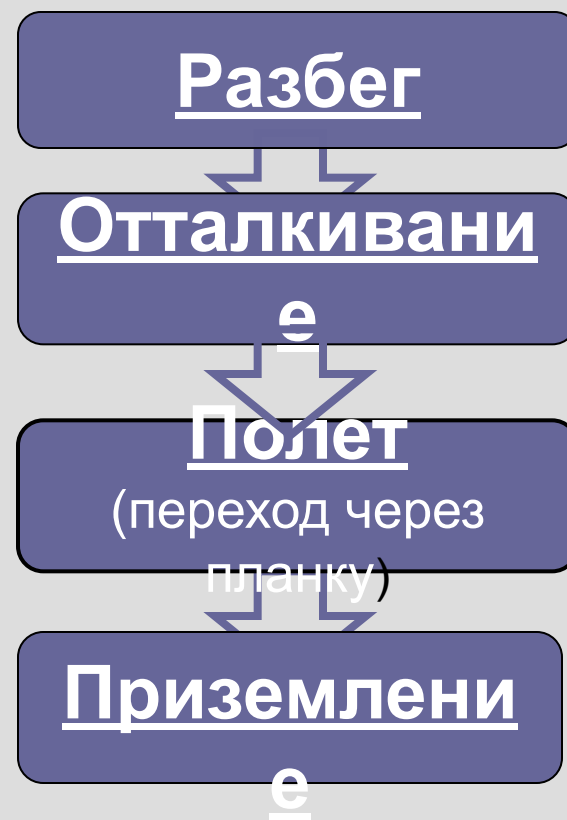 Разбег
Отталкивани
е
Полет
(переход через
планку)
Приземлени
е